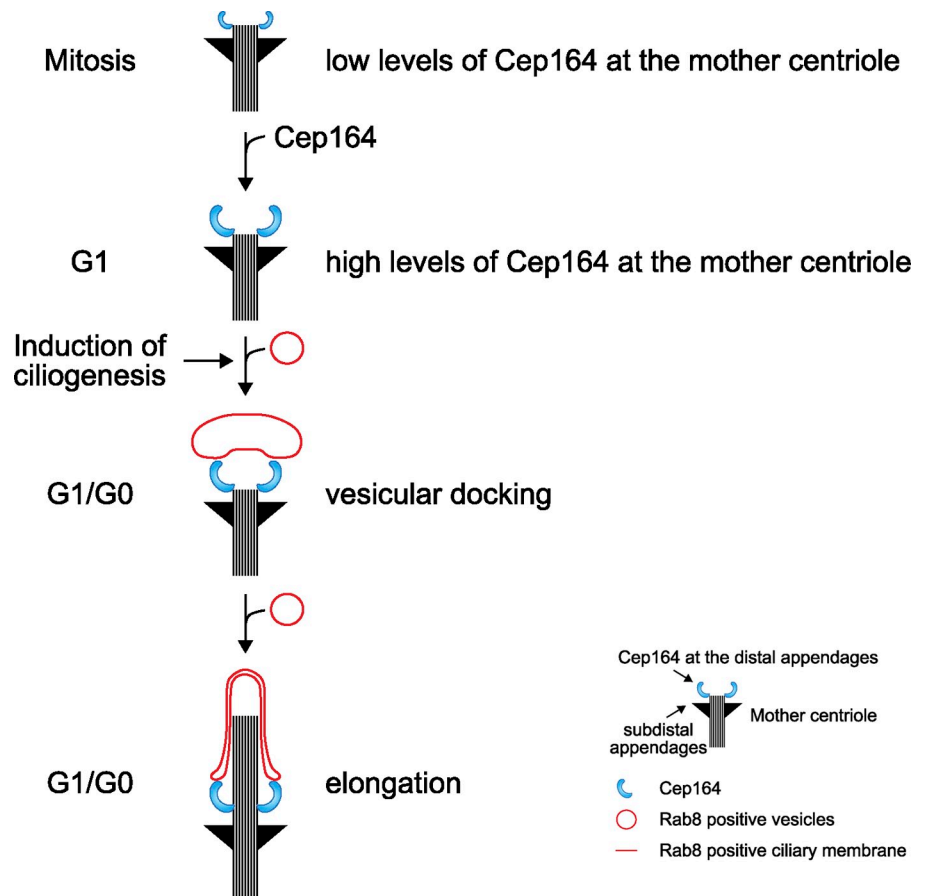 Mitosis
low levels of Cep164 at the mother centriole
Cep164
G1
high levels of Cep164 at the mother centriole
Induction of
ciliogenesis
G1/G0
vesicular docking
G1/G0
elongation
Cep164 at the distal appendages
Mother centriole
subdistal
appendages
Cep164
Rab8 positive vesicles
Rab8 positive ciliary membrane